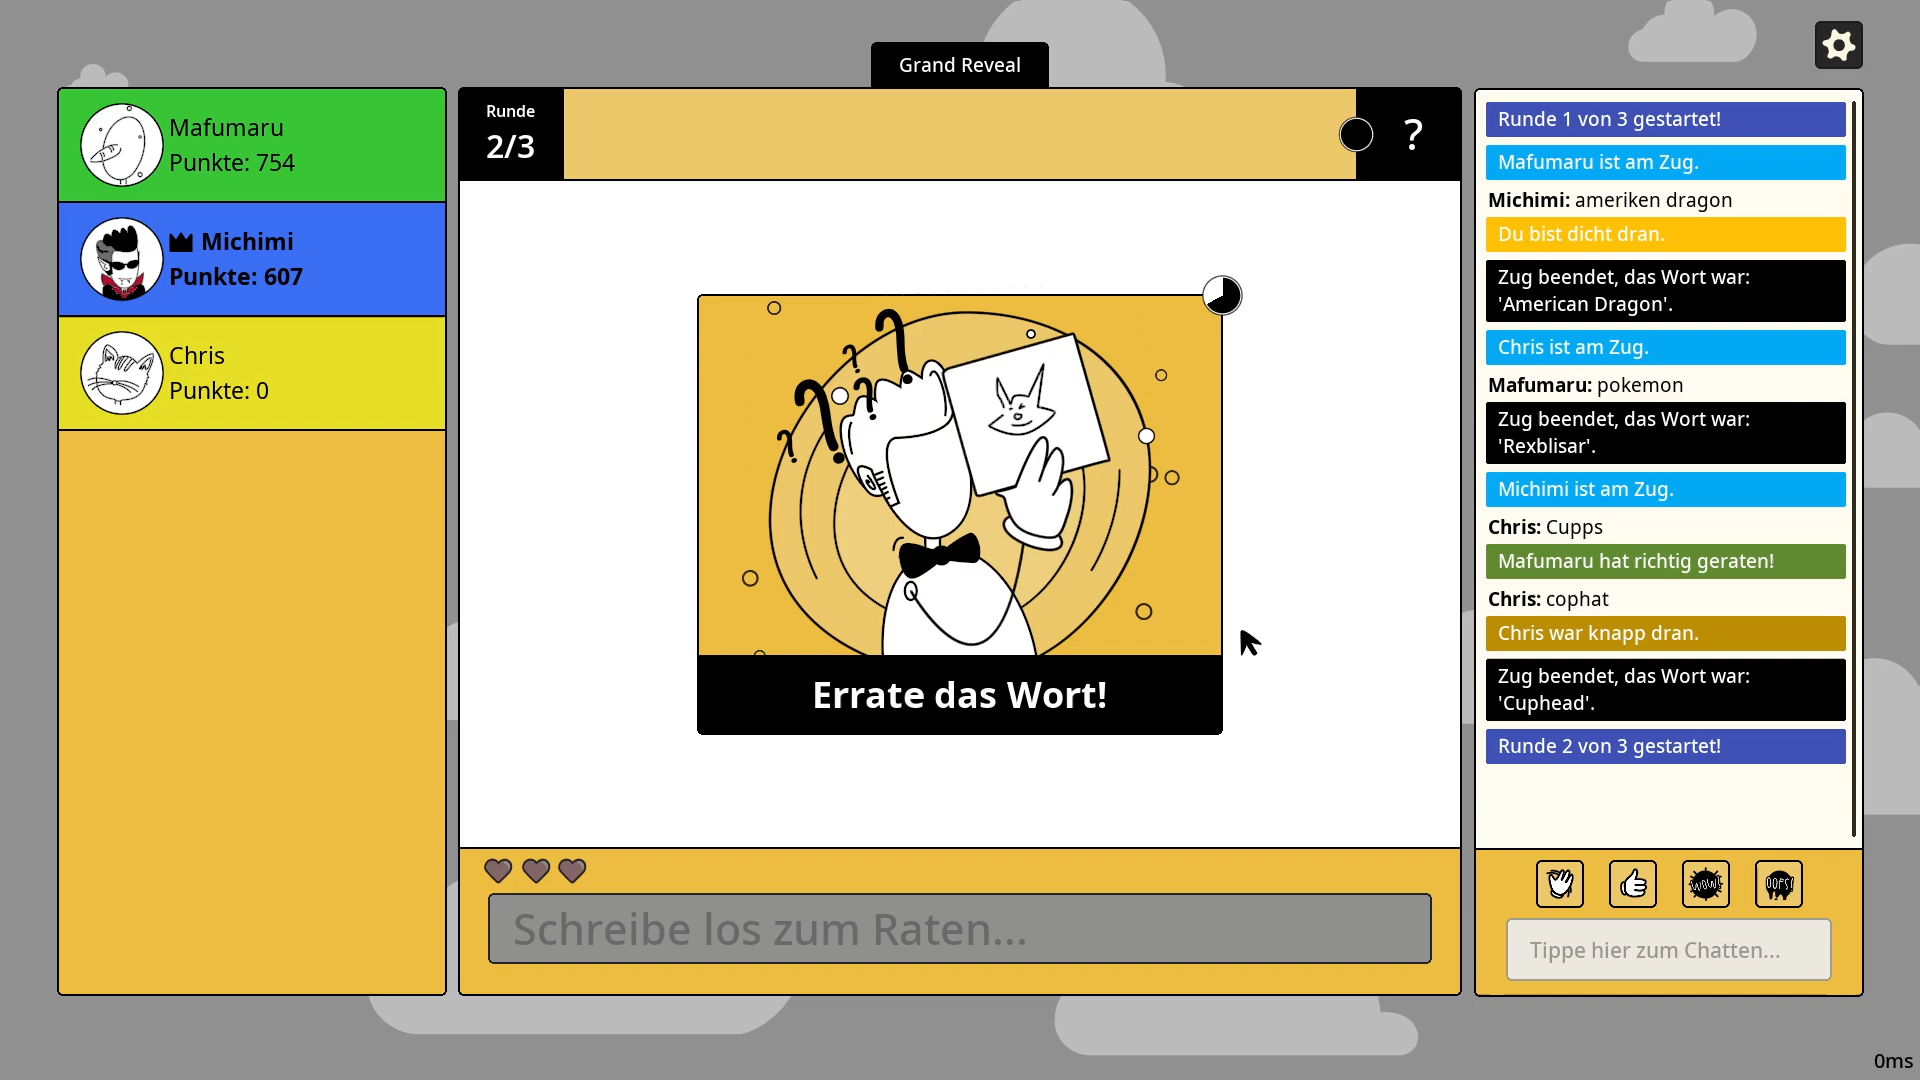 Grand Reveal
Mafumaru
Punkte: 754
Michimi
Punkte: 607
Chris
Punkte: 0
Runde
2/3
?
Errate das Wort!
Schreibe los zum Raten...
Runde 1 von 3 gestartet!
Mafumaru ist am Zug.
Michimi: ameriken dragon
Du bist dicht dran.
Zug beendet, das Wort war:
'American Dragon'.
Chris ist am Zug.
Mafumaru: pokemon
Zug beendet, das Wort war:
'Rexblisar'.
Michimi ist am Zug.
Chris: Cupps
Mafumaru hat richtig geraten!
Chris: cophat
Chris war knapp dran.
Zug beendet, das Wort war:
'Cuphead'.
Runde 2 von 3 gestartet!
WOW!
OOPS!
Tippe hier zum Chatten...
0ms